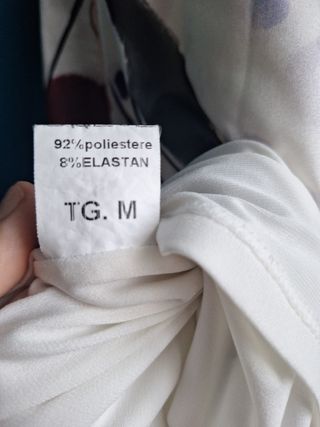 92%poliestere
8%ELASTAN
TG. M